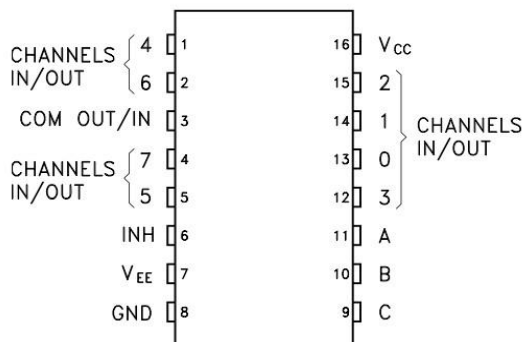 4 1 16 VCC
CHANNELS
IN/OUT
6 2 15 2
COM OUT/IN 3 14 1
CHANNELS
IN/OUT
7 4 13 0
CHANNELS
IN/OUT
5 5 12 3
INH 6 11 A
VEE 7 10 B
GND 8 9 C